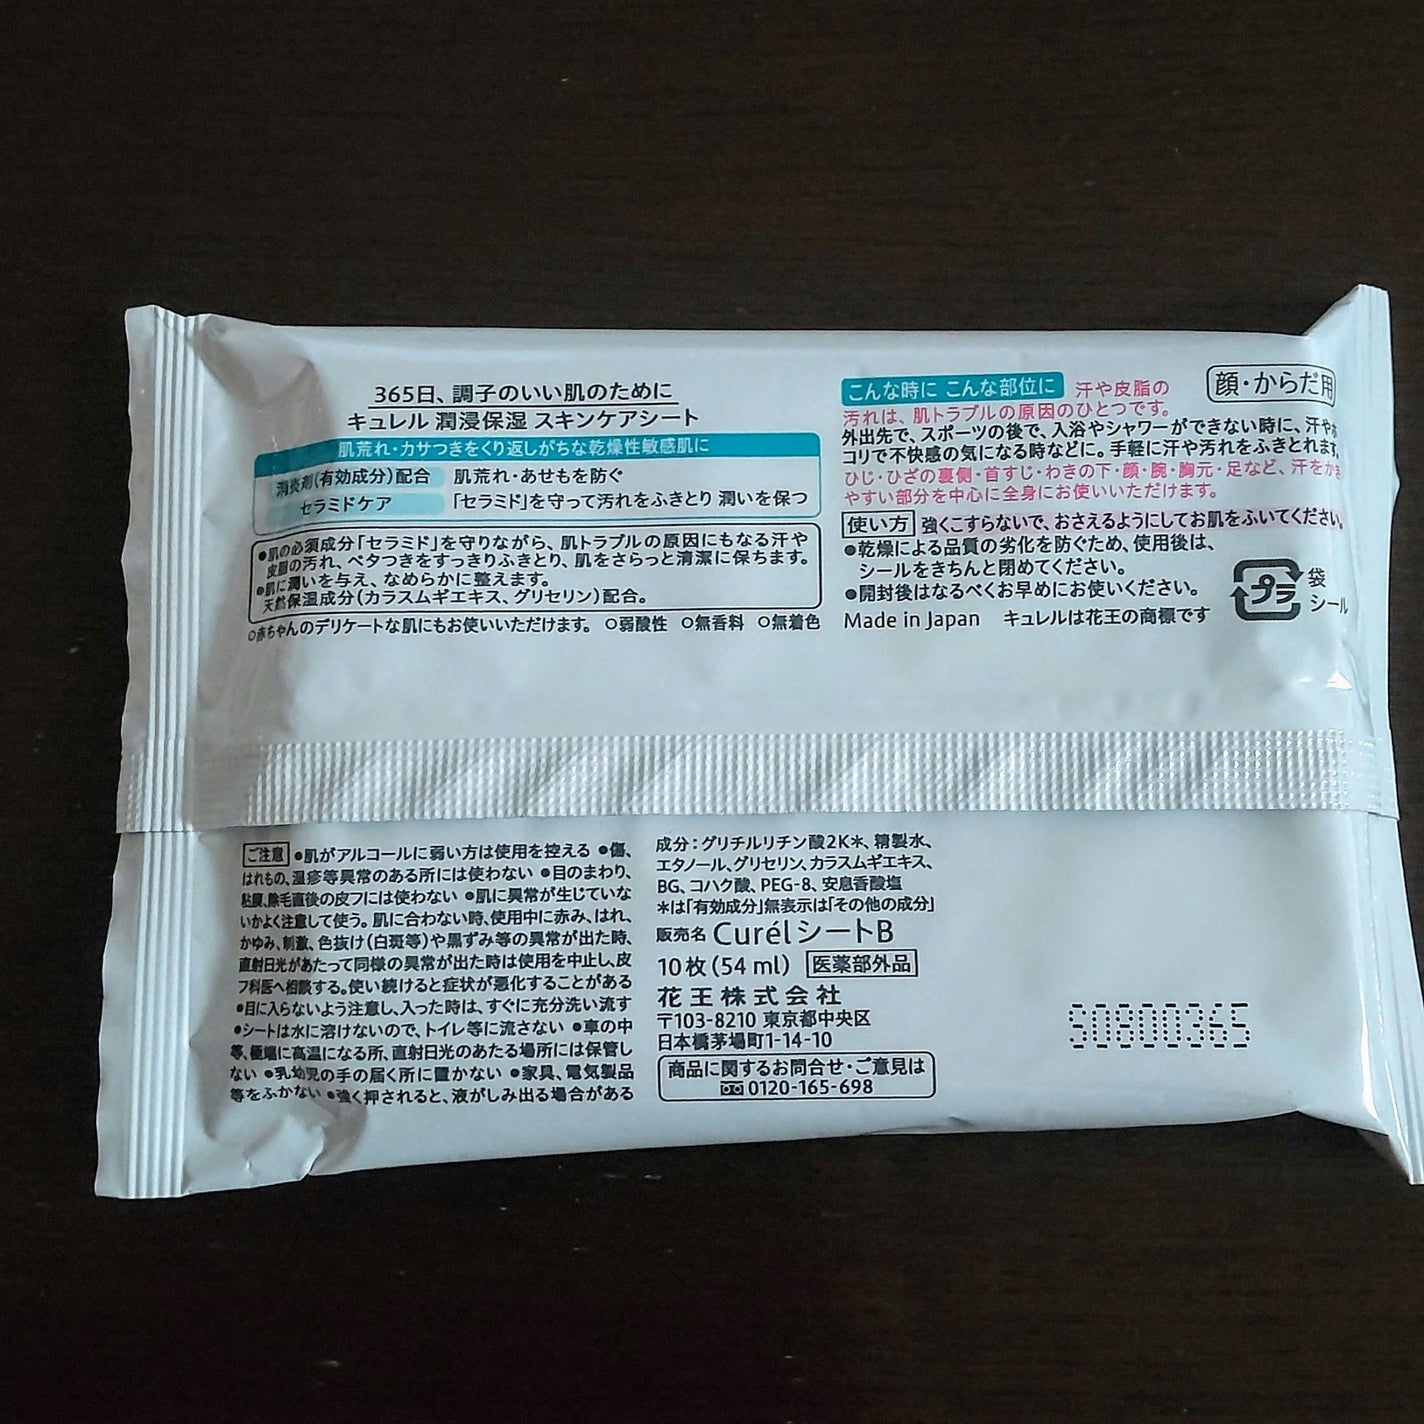 365日、調子のいい肌のために
キュレル 潤浸保湿 スキンケアシート
肌荒れ・カサつきをくり返しがちな乾燥性敏感肌に
消炎剤(有効成分)配合 肌荒れ・あせもを防ぐ
セラミドケア 「セラミド」を守って汚れをふきとり 潤いを保つ
●肌の必須成分「セラミド」を守りながら、肌トラブルの原因にもなる汗や
皮脂の汚れ、ベタつきをすっきりふきとり、肌をさらっと清潔に保ちます。
●肌に潤いを与え、なめらかに整えます。
天然保湿成分(カラスムギエキス、グリセリン)配合。
○赤ちゃんのデリケートな肌にもお使いいただけます。 ○弱酸性 ○無香料 ○無着色
顔・からだ用
こんな時に こんな部位に 汗や皮脂の
汚れは、肌トラブルの原因のひとつです。
外出先で、スポーツの後で、入浴やシャワーができない時に、汗や
コリで不快感の気になる時などに。手軽に汗や汚れをふきとれます。
ひじ・ひざの裏側・首すじ・わきの下・顔・腕・胸元・足など、汗をかき
やすい部分を中心に全身にお使いいただけます。
使い方 強くこすらないで、おさえるようにしてお肌をふいてください。
●乾燥による品質の劣化を防ぐため、使用後は、
シールをきちんと閉めてください。
●開封後はなるべくお早めにお使いください。
プラ 袋
シール
Made in Japan キュレルは花王の商標です
ご注意 ●肌がアルコールに弱い方は使用を控える ●傷、
はれもの、湿疹等異常のある所には使わない ●目のまわり、
粘膜、除毛直後の皮フには使わない ●肌に異常が生じていな
いかよく注意して使う。肌に合わない時、使用中に赤み、はれ、
かゆみ、刺激、色抜け(白斑等)や黒ずみ等の異常が出た時、
直射日光があたって同様の異常が出た時は使用を中止し、皮
フ科医へ相談する。使い続けると症状が悪化することがある
●目に入らないよう注意し、入った時は、すぐに充分洗い流す
●シートは水に溶けないので、トイレ等に流さない ●車の中
等、極端に高温になる所、直射日光のあたる場所には保管し
ない ●乳幼児の手の届く所に置かない ●家具、電気製品
等をふかない ●強く押されると、液がしみ出る場合がある
成分:グリチルリチン酸2K*、精製水、
エタノール、グリセリン、カラスムギエキス、
BG、コハク酸、PEG-8、安息香酸塩
*は「有効成分」無表示は「その他の成分」
販売名 CurélシートB
10枚(54 ml) 医薬部外品
花王株式会社
〒103-8210 東京都中央区
日本橋茅場町1-14-10
商品に関するお問合せ・ご意見は
0120-165-698
S0800365